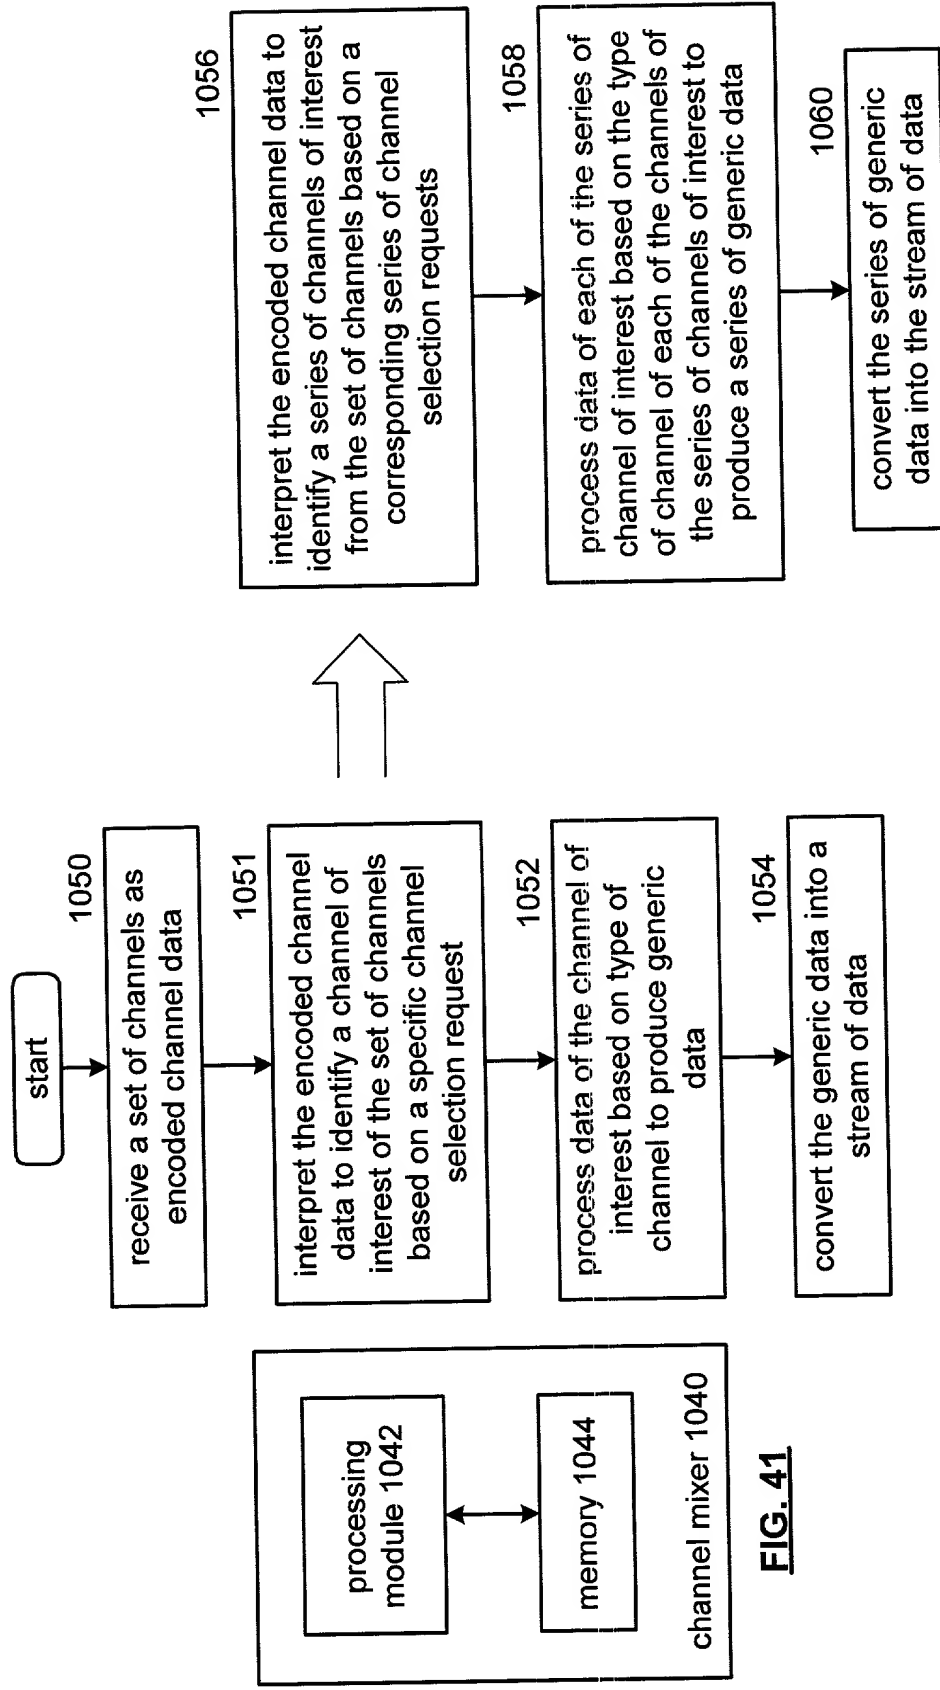 start
1050
receive a set of channels as
encoded channel data
1051
interpret the encoded channel
data to identify a channel of
interest of the set of channels
based on a specific channel
selection request
1052
process data of the channel of
interest based on type of
channel to produce generic
data
1054
convert the generic data into a
stream of data
1056
interpret the encoded channel data to
identify a series of channels of interest
from the set of channels based on a
corresponding series of channel
selection requests
1058
process data of each of the series of
channel of interest based on the type
of channel of each of the channels of
the series of channels of interest to
produce a series of generic data
1060
convert the series of generic
data into the stream of data
processing
module 1042
memory 1044
channel mixer 1040
FIG. 41